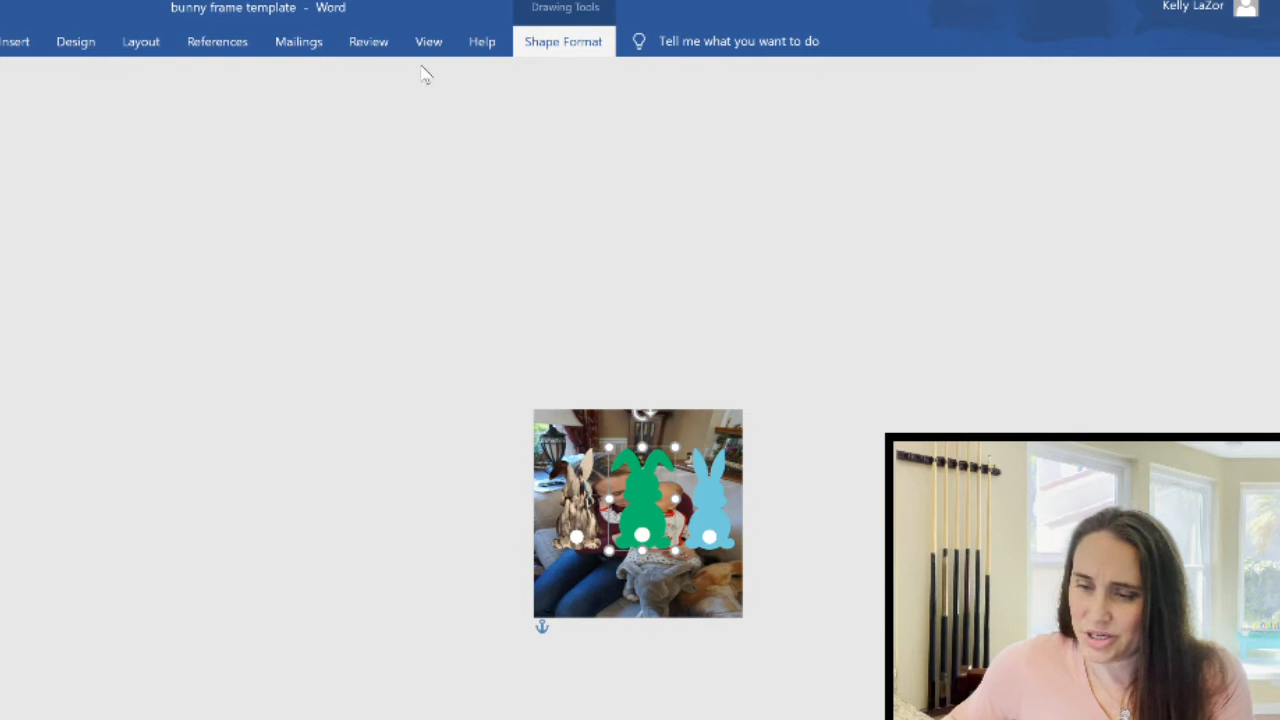 bunny frame template - Word
Drawing Tools
Kelly LaZor
Insert
Design
Layout
References
Mailings
Review
View
Help
Shape Format
Tell me what you want to do